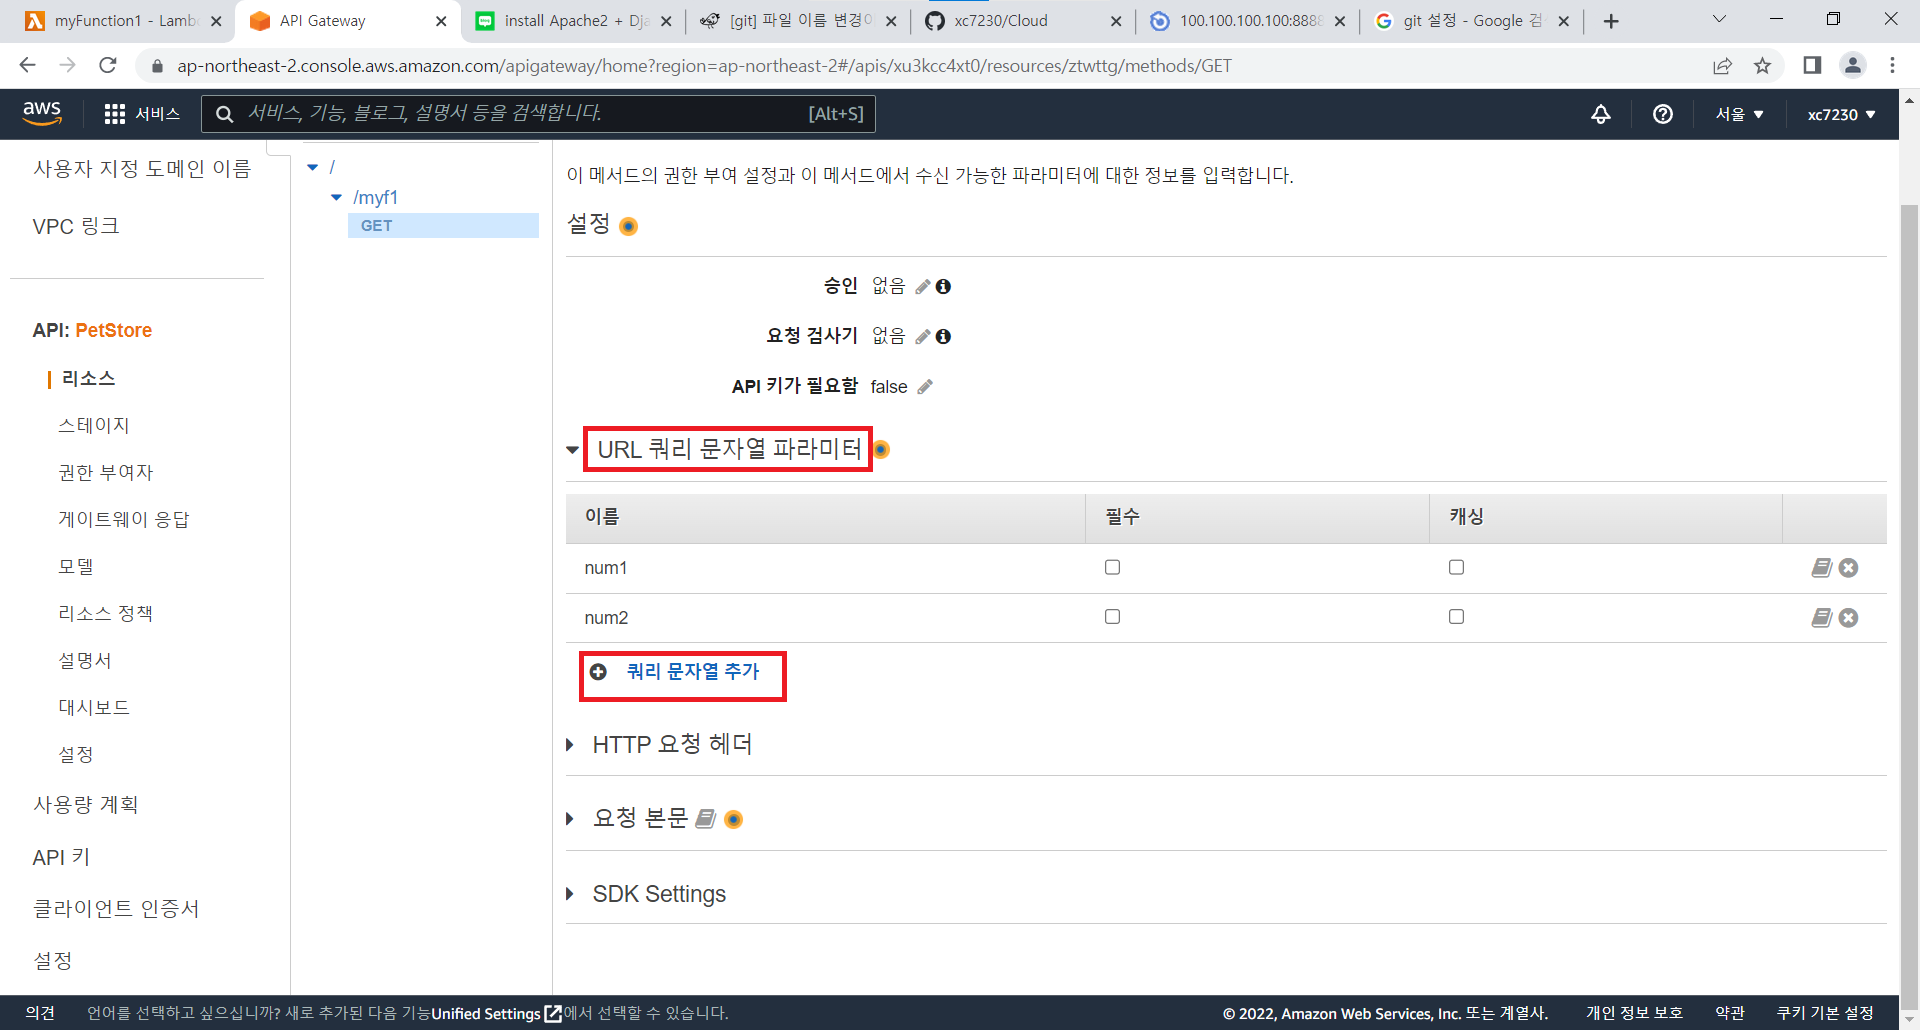 myFunction1 - Lamb
API Gateway
install Apache2 + Dja
[git] 파일 이름 변경이
xc7230/Cloud
100.100.100.100:8888
git 설정 - Google 검
ap-northeast-2.console.aws.amazon.com/apigateway/home?region=ap-northeast-2#/apis/xu3kcc4xt0/resources/ztwttg/methods/GET
aws
서비스
서비스, 기능, 블로그, 설명서 등을 검색합니다.
[Alt+S]
서울
xc7230
사용자 지정 도메인 이름
VPC 링크
API: PetStore
리소스
스테이지
권한 부여자
게이트웨이 응답
모델
리소스 정책
설명서
대시보드
설정
사용량 계획
API 키
클라이언트 인증서
설정
/
/myf1
GET
이 메서드의 권한 부여 설정과 이 메서드에서 수신 가능한 파라미터에 대한 정보를 입력합니다.
설정
승인 없음
요청 검사기 없음
API 키가 필요함 false
URL 쿼리 문자열 파라미터
이름 필수 캐싱
num1
num2
쿼리 문자열 추가
HTTP 요청 헤더
요청 본문
SDK Settings
의견
언어를 선택하고 싶으십니까? 새로 추가된 다음 기능Unified Settings에서 선택할 수 있습니다.
© 2022, Amazon Web Services, Inc. 또는 계열사.
개인 정보 보호
약관
쿠키 기본 설정